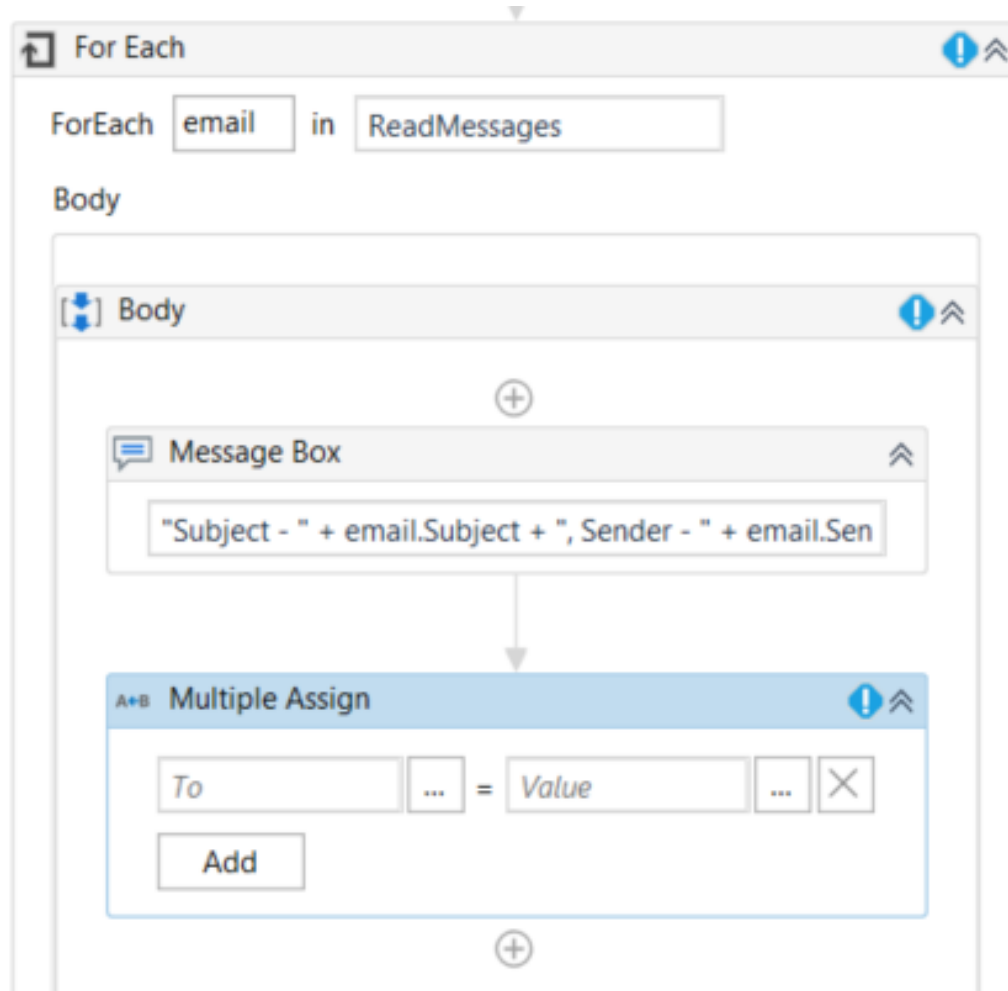 For Each
ForEach email in ReadMessages
Body
Body
Message Box
"Subject - " + email.Subject + ", Sender - " + email.Sen
A←B Multiple Assign
To ... = Value ...
Add